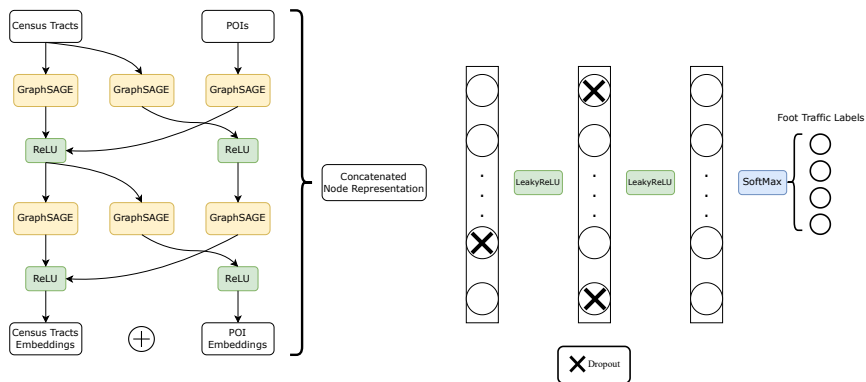 Census Tracts
POIs
GraphSAGE
GraphSAGE
GraphSAGE
ReLU
ReLU
GraphSAGE
GraphSAGE
GraphSAGE
ReLU
ReLU
Census Tracts
Embeddings
POI
Embeddings
Concatenated
Node Representation
LeakyReLU
LeakyReLU
SoftMax
Foot Traffic Labels
Dropout